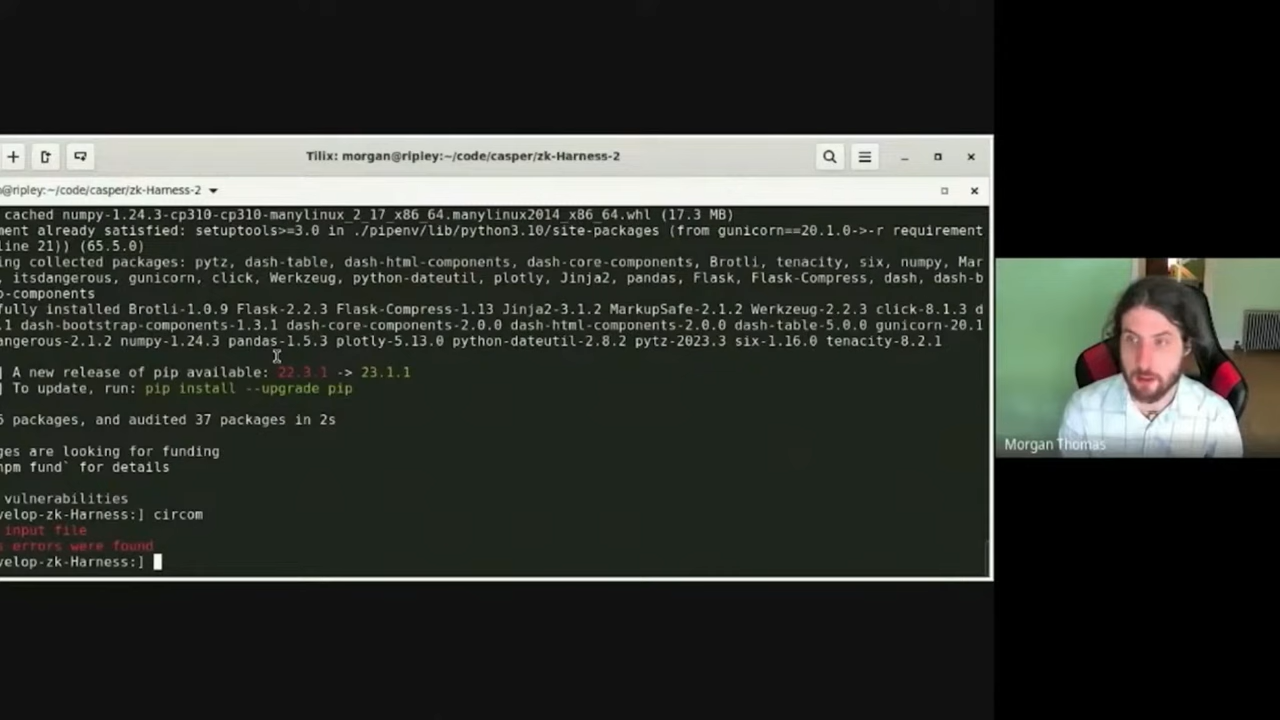 Tilix: morgan@ripley:~/code/casper/zk-Harness-2
@ripley:~/code/casper/zk-Harness-2
cached numpy-1.24.3-cp310-cp310-manylinux_2_17_x86_64.manylinux2014_x86_64.whl (17.3 MB)
ment already satisfied: setuptools>=3.0 in ./pipenv/lib/python3.10/site-packages (from gunicorn==20.1.0->-r requirement
line 21)) (65.5.0)
ing collected packages: pytz, dash-table, dash-html-components, dash-core-components, Brotli, tenacity, six, numpy, Mar
, itsdangerous, gunicorn, click, Werkzeug, python-dateutil, plotly, Jinja2, pandas, Flask, Flask-Compress, dash, dash-b
p-components
fully installed Brotli-1.0.9 Flask-2.2.3 Flask-Compress-1.13 Jinja2-3.1.2 MarkupSafe-2.1.2 Werkzeug-2.2.3 click-8.1.3 d
.1 dash-bootstrap-components-1.3.1 dash-core-components-2.0.0 dash-html-components-2.0.0 dash-table-5.0.0 gunicorn-20.1
angerous-2.1.2 numpy-1.24.3 pandas-1.5.3 plotly-5.13.0 python-dateutil-2.8.2 pytz-2023.3 six-1.16.0 tenacity-8.2.1
] A new release of pip available: 22.3.1 -> 23.1.1
] To update, run: pip install --upgrade pip
packages, and audited 37 packages in 2s
ges are looking for funding
npm fund` for details
vulnerabilities
velop-zk-Harness:] circom
input file
s errors were found
velop-zk-Harness:]
Morgan Thomas